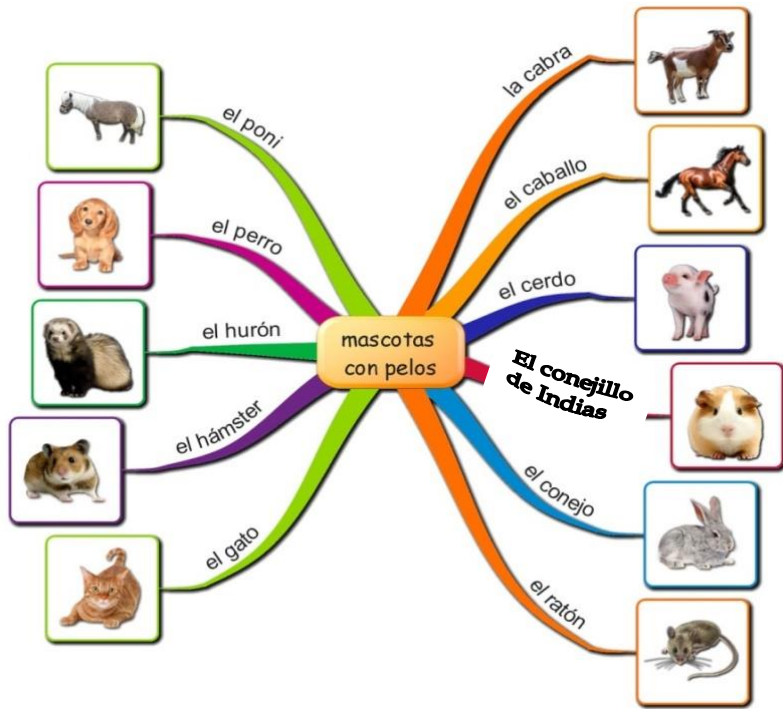 la cabra
el poni
el caballo
el perro
el cerdo
el hurón
mascotas
con pelos
El conejillo
de Indias
el hámster
el conejo
el gato
el ratón